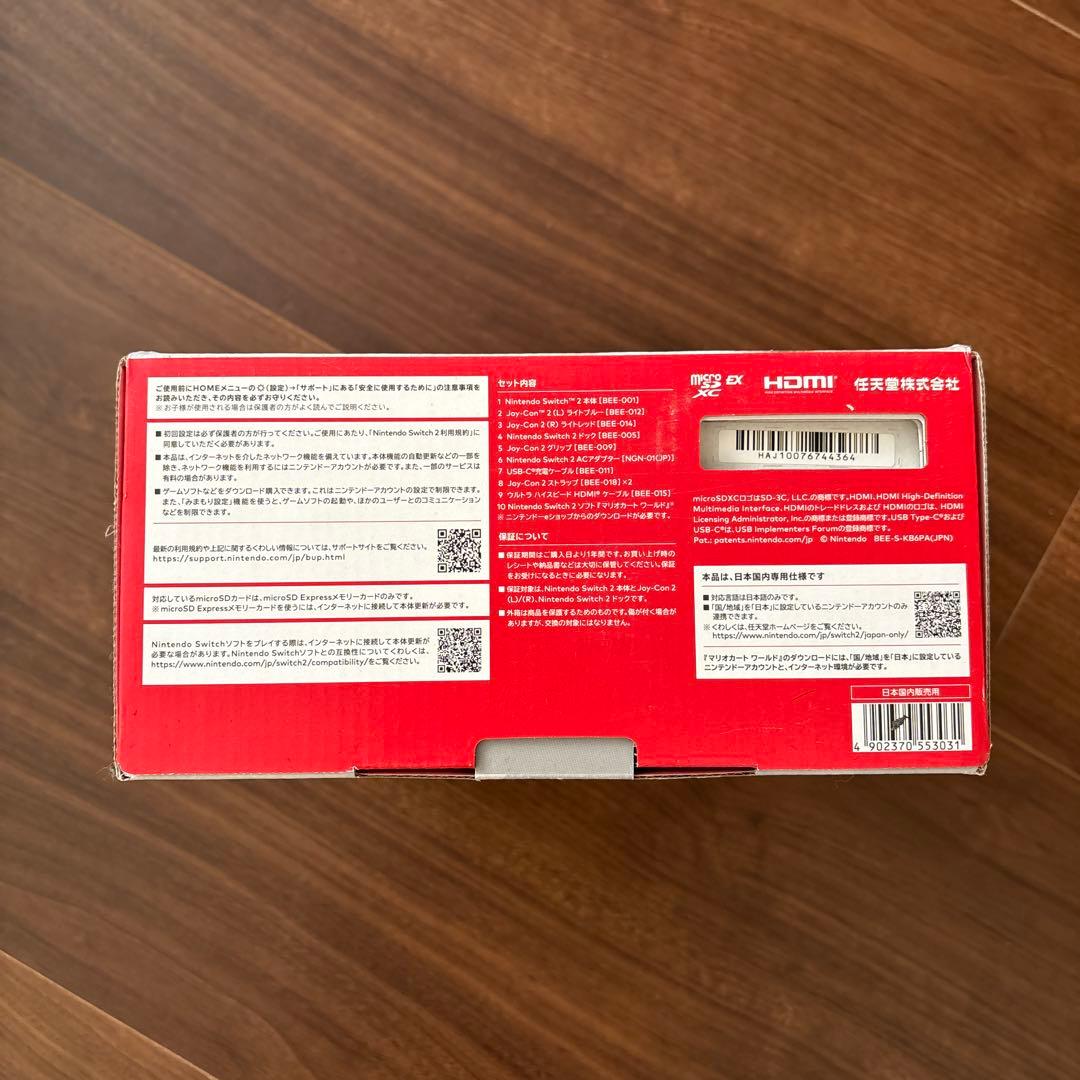 ご使用前にHOMEメニューの(設定)→「サポート」にある「安全に使用するために」の注意事項を
お読みいただき、その内容を必ずお守りください。
※お子様が使用される場合は保護者の方がよく読んでご説明ください。
■初回設定は必ず保護者の方が行ってください。ご使用にあたり、「Nintendo Switch 2利用規約」に
同意していただく必要があります。
■本品は、インターネットを介したネットワーク機能を備えています。本体機能の自動更新などの一部を
除き、ネットワーク機能を利用するにはニンテンドーアカウントが必要です。また、一部のサービスは
有料の場合があります。
■ゲームソフトなどをダウンロード購入できます。これはニンテンドーアカウントの設定で制限できます。
また、「みまもり設定」機能を使うと、ゲームソフトの起動や、ほかのユーザーとのコミュニケーション
などを制限できます。
最新の利用規約や上記に関するくわしい情報については、サポートサイトをご覧ください。
https://support.nintendo.com/jp/bup.html
対応しているmicroSDカードは、microSD Expressメモリーカードのみです。
※microSD Expressメモリーカードを使うには、インターネットに接続して本体更新が必要です。
Nintendo Switchソフトをプレイする際は、インターネットに接続して本体更新が
必要な場合があります。Nintendo Switchソフトとの互換性についてくわしくは、
https://www.nintendo.com/jp/switch2/compatibility/をご覧ください。
セット内容
1 Nintendo Switch™ 2 本体 [BEE-001]
2 Joy-Con™ 2 (L) ライトブルー [BEE-012]
3 Joy-Con 2 (R) ライトレッド [BEE-014]
4 Nintendo Switch 2 ドック [BEE-005]
5 Joy-Con 2 グリップ [BEE-009]
6 Nintendo Switch 2 ACアダプター [NGN-01(JP)]
7 USB-C®充電ケーブル [BEE-011]
8 Joy-Con 2 ストラップ [BEE-018]×2
9 ウルトラ ハイスピード HDMI® ケーブル [BEE-015]
10 Nintendo Switch 2 ソフト『マリオカート ワールド』※
※ニンテンドーeショップからのダウンロードが必要です。
保証について
■保証期間はご購入日より1年間です。お買い上げ時の
レシートや納品書などは大切に保管してください。保証
をお受けになるときに必要になります。
■保証対象は、Nintendo Switch 2 本体とJoy-Con 2
(L)/(R)、Nintendo Switch 2 ドックです。
■外箱は商品を保護するためのものです。傷が付く場合が
ありますが、交換の対象にはなりません。
micro SD XC EX HDMI 任天堂株式会社
HAJ10076744364
microSDXCロゴはSD-3C, LLC.の商標です。HDMI、HDMI High-Definition
Multimedia Interface、HDMIのトレードドレスおよび HDMIのロゴは、HDMI
Licensing Administrator, Inc.の商標または登録商標です。USB Type-C®および
USB-C®は、USB Implementers Forumの登録商標です。
Pat.; patents.nintendo.com/jp © Nintendo BEE-S-KB6PA(JPN)
本品は、日本国内専用仕様です
■対応言語は日本語のみです。
■「国/地域」を「日本」に設定しているニンテンドーアカウントのみ
連携できます。
※くわしくは、任天堂ホームページをご覧ください。
https://www.nintendo.com/jp/switch2/japan-only/
『マリオカート ワールド』のダウンロードには、「国/地域」を「日本」に設定している
ニンテンドーアカウントと、インターネット環境が必要です。
日本国内販売用
4 902370 553031